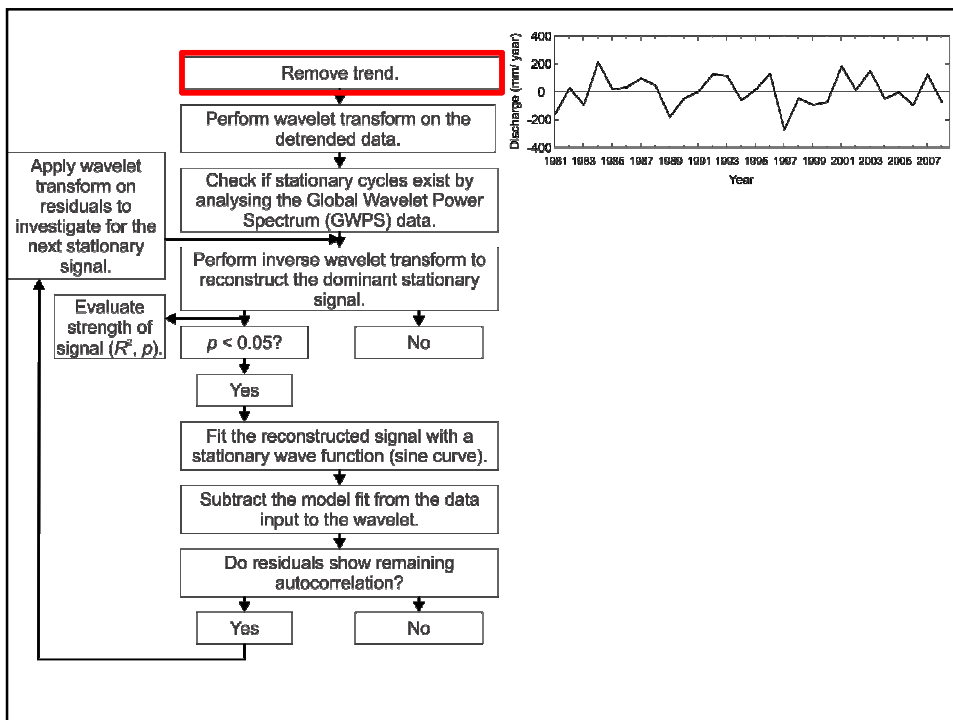 Remove trend.
Perform wavelet transform on the
detrended data.
Check if stationary cycles exist by
analysing the Global Wavelet Power
Spectrum (GWPS) data.
Apply wavelet
transform on
residuals to
investigate for the
next stationary
signal.
Perform inverse wavelet transform to
reconstruct the dominant stationary
signal.
Evaluate
strength of
signal (R², p).
p < 0.05?
No
Yes
Fit the reconstructed signal with a
stationary wave function (sine curve).
Subtract the model fit from the data
input to the wavelet.
Do residuals show remaining
autocorrelation?
Yes
No
Discharge (mm/ year)
400
200
0
-200
-400
1981 1983 1985 1987 1989 1991 1993 1995 1997 1999 2001 2003 2005 2007
Year